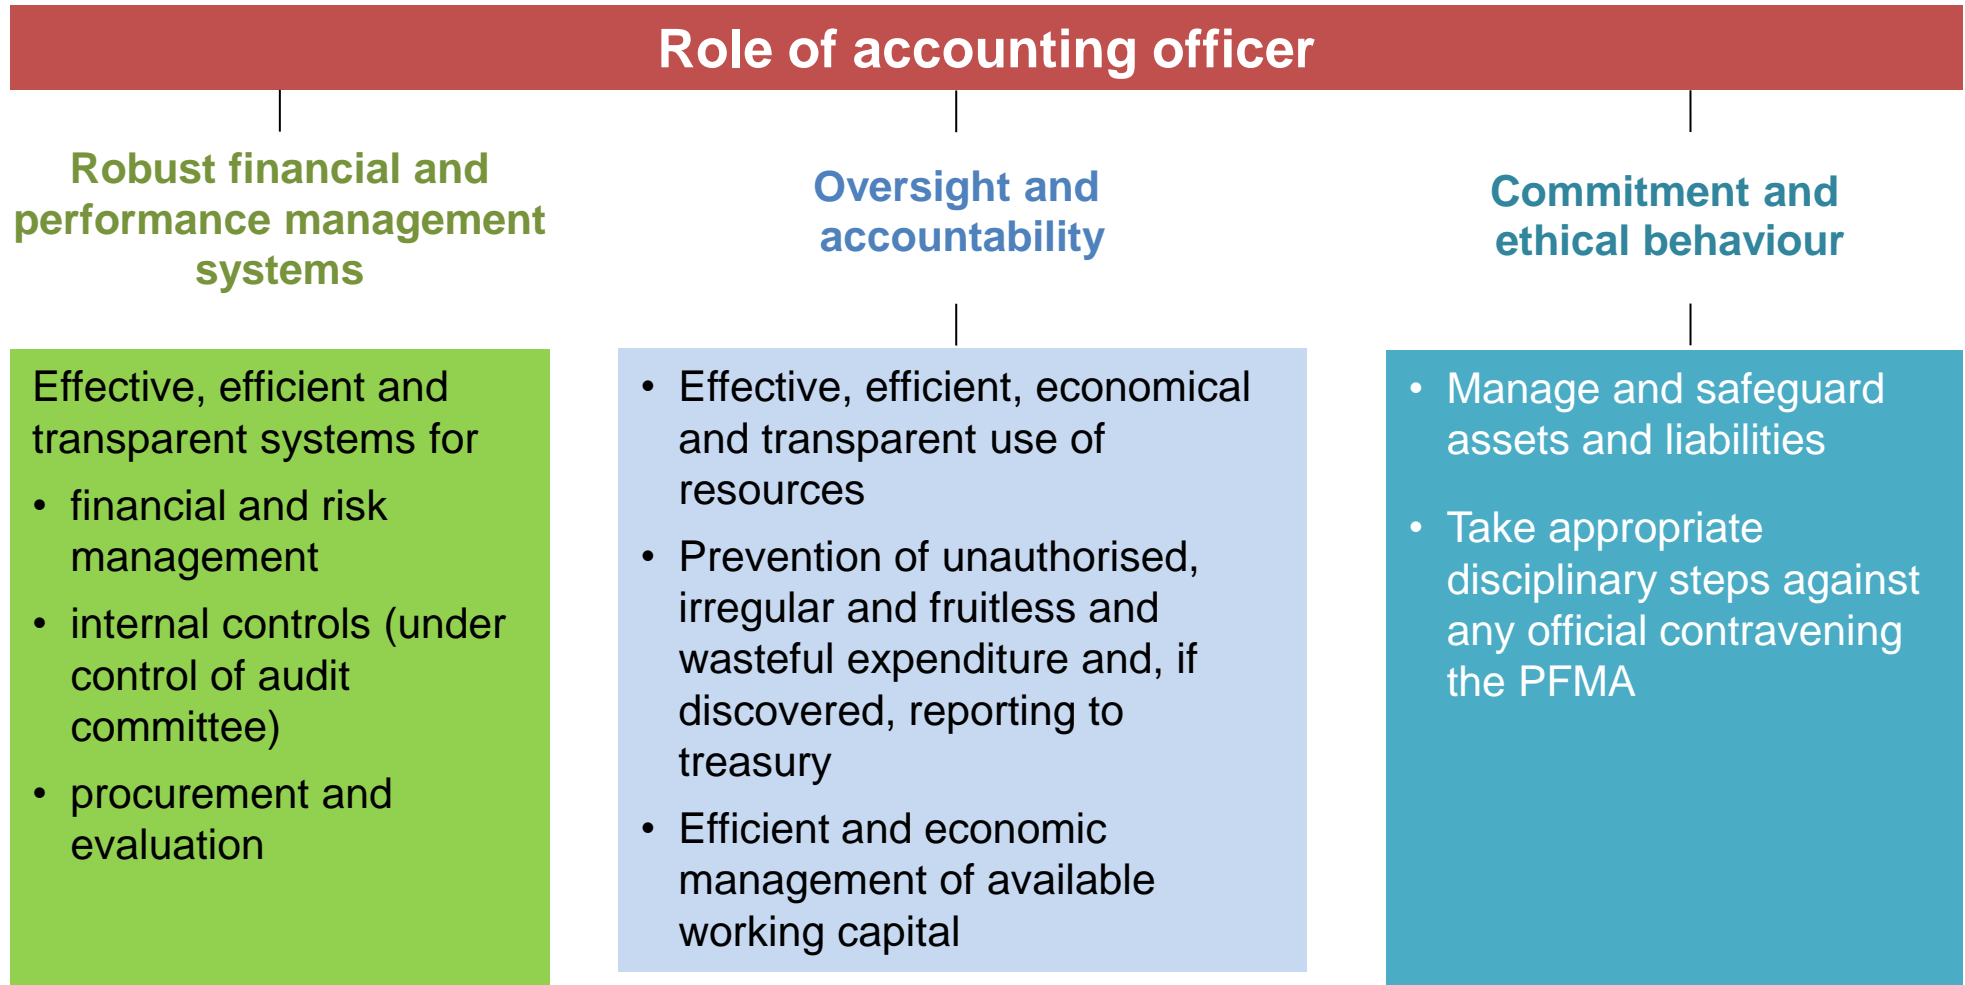 Role of accounting officer
Robust financial and
performance management
systems
Effective, efficient and
transparent systems for
• financial and risk
management
• internal controls (under
control of audit
committee)
• procurement and
evaluation
Oversight and
accountability
• Effective, efficient, economical
and transparent use of
resources
• Prevention of unauthorised,
irregular and fruitless and
wasteful expenditure and, if
discovered, reporting to
treasury
• Efficient and economic
management of available
working capital
Commitment and
ethical behaviour
• Manage and safeguard
assets and liabilities
• Take appropriate
disciplinary steps against
any official contravening
the PFMA